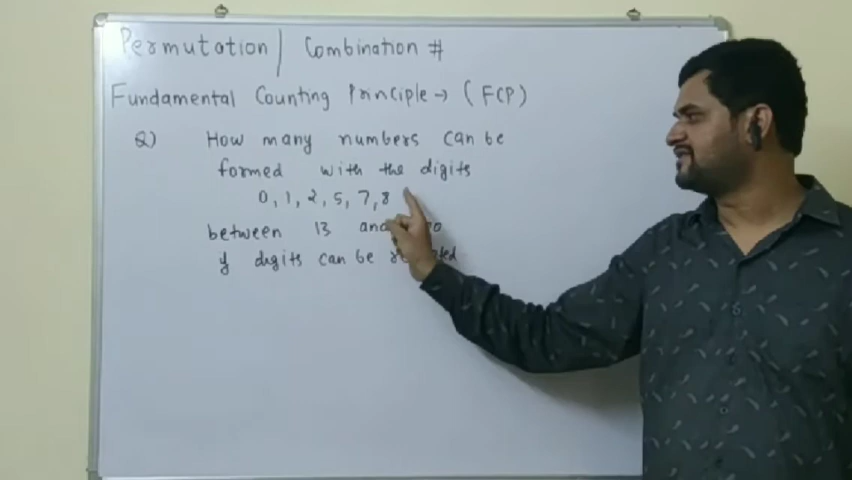 Permutation / Combination #
Fundamental Counting Principle → (FCP)
Q) How many numbers can be
formed with the digits
0, 1, 2, 5, 7, 8
between 13 and
if digits can be